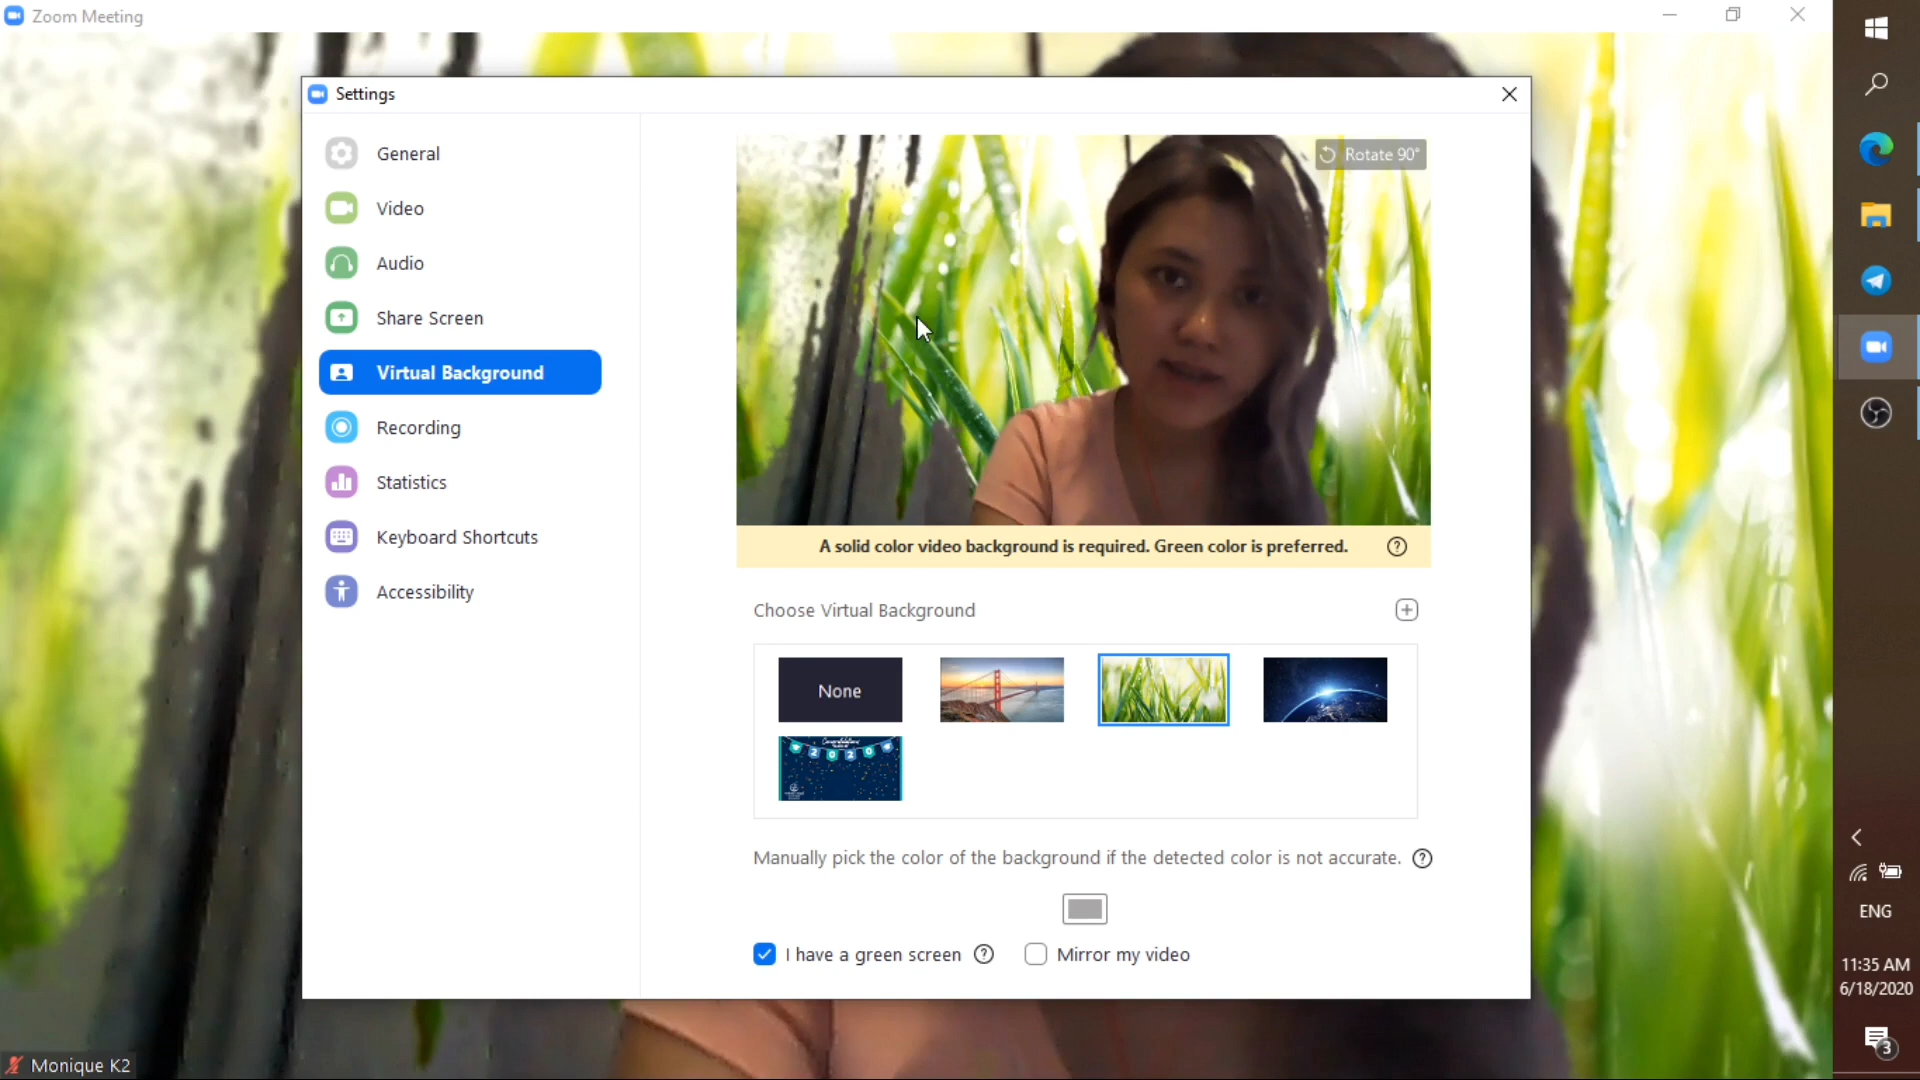 Zoom Meeting
Settings
General
Video
Audio
Share Screen
Virtual Background
Recording
Statistics
Keyboard Shortcuts
Accessibility
Rotate 90°
A solid color video background is required. Green color is preferred.
Choose Virtual Background
None
Congratulations
2020
Manually pick the color of the background if the detected color is not accurate.
I have a green screen
Mirror my video
Monique K2
ENG
11:35 AM
6/18/2020
3